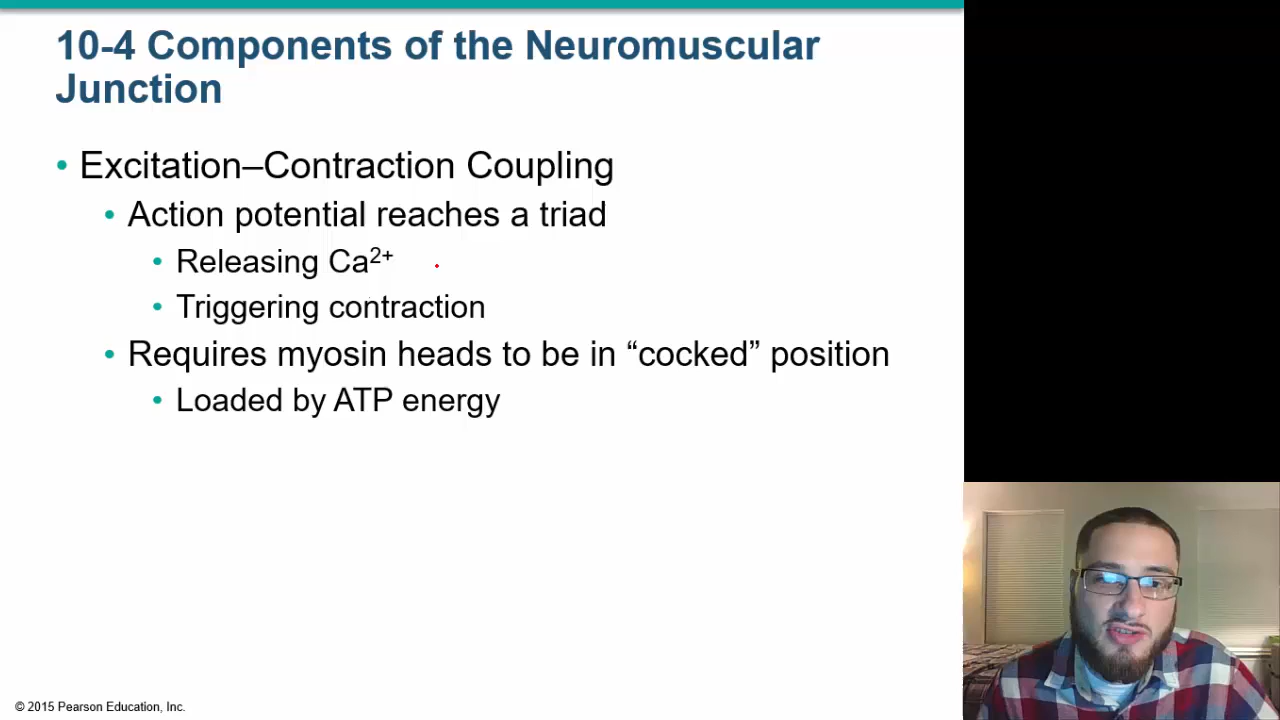 10-4 Components of the Neuromuscular
Junction
• Excitation–Contraction Coupling
• Action potential reaches a triad
• Releasing Ca²⁺
• Triggering contraction
• Requires myosin heads to be in “cocked” position
• Loaded by ATP energy
© 2015 Pearson Education, Inc.